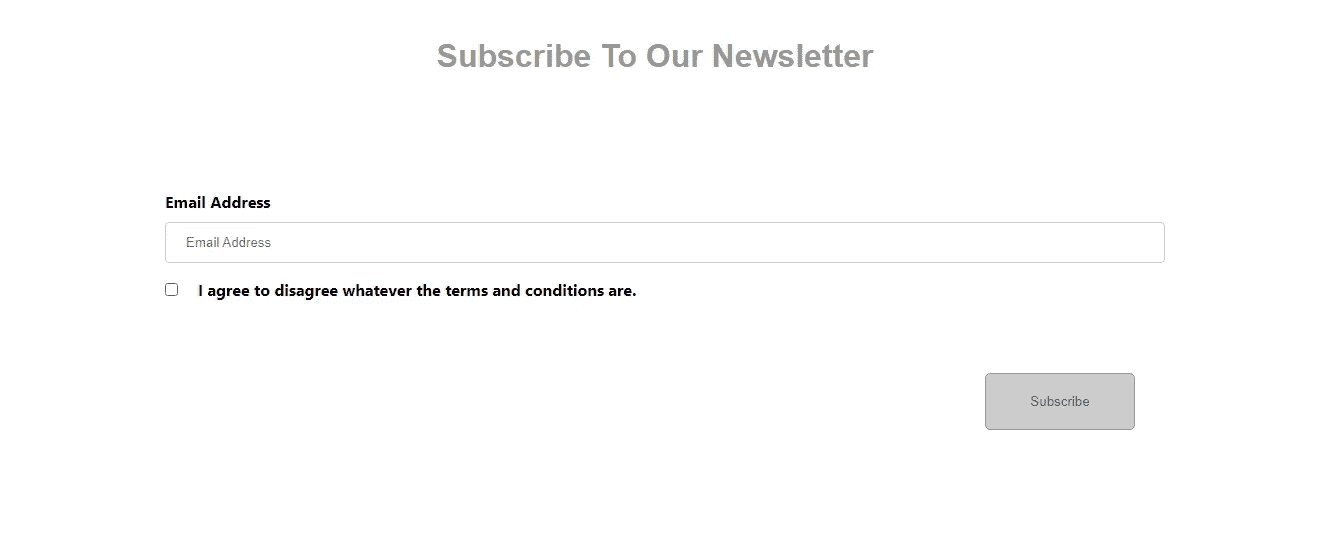 Subscribe To Our Newsletter
Email Address
Email Address
I agree to disagree whatever the terms and conditions are.
Subscribe